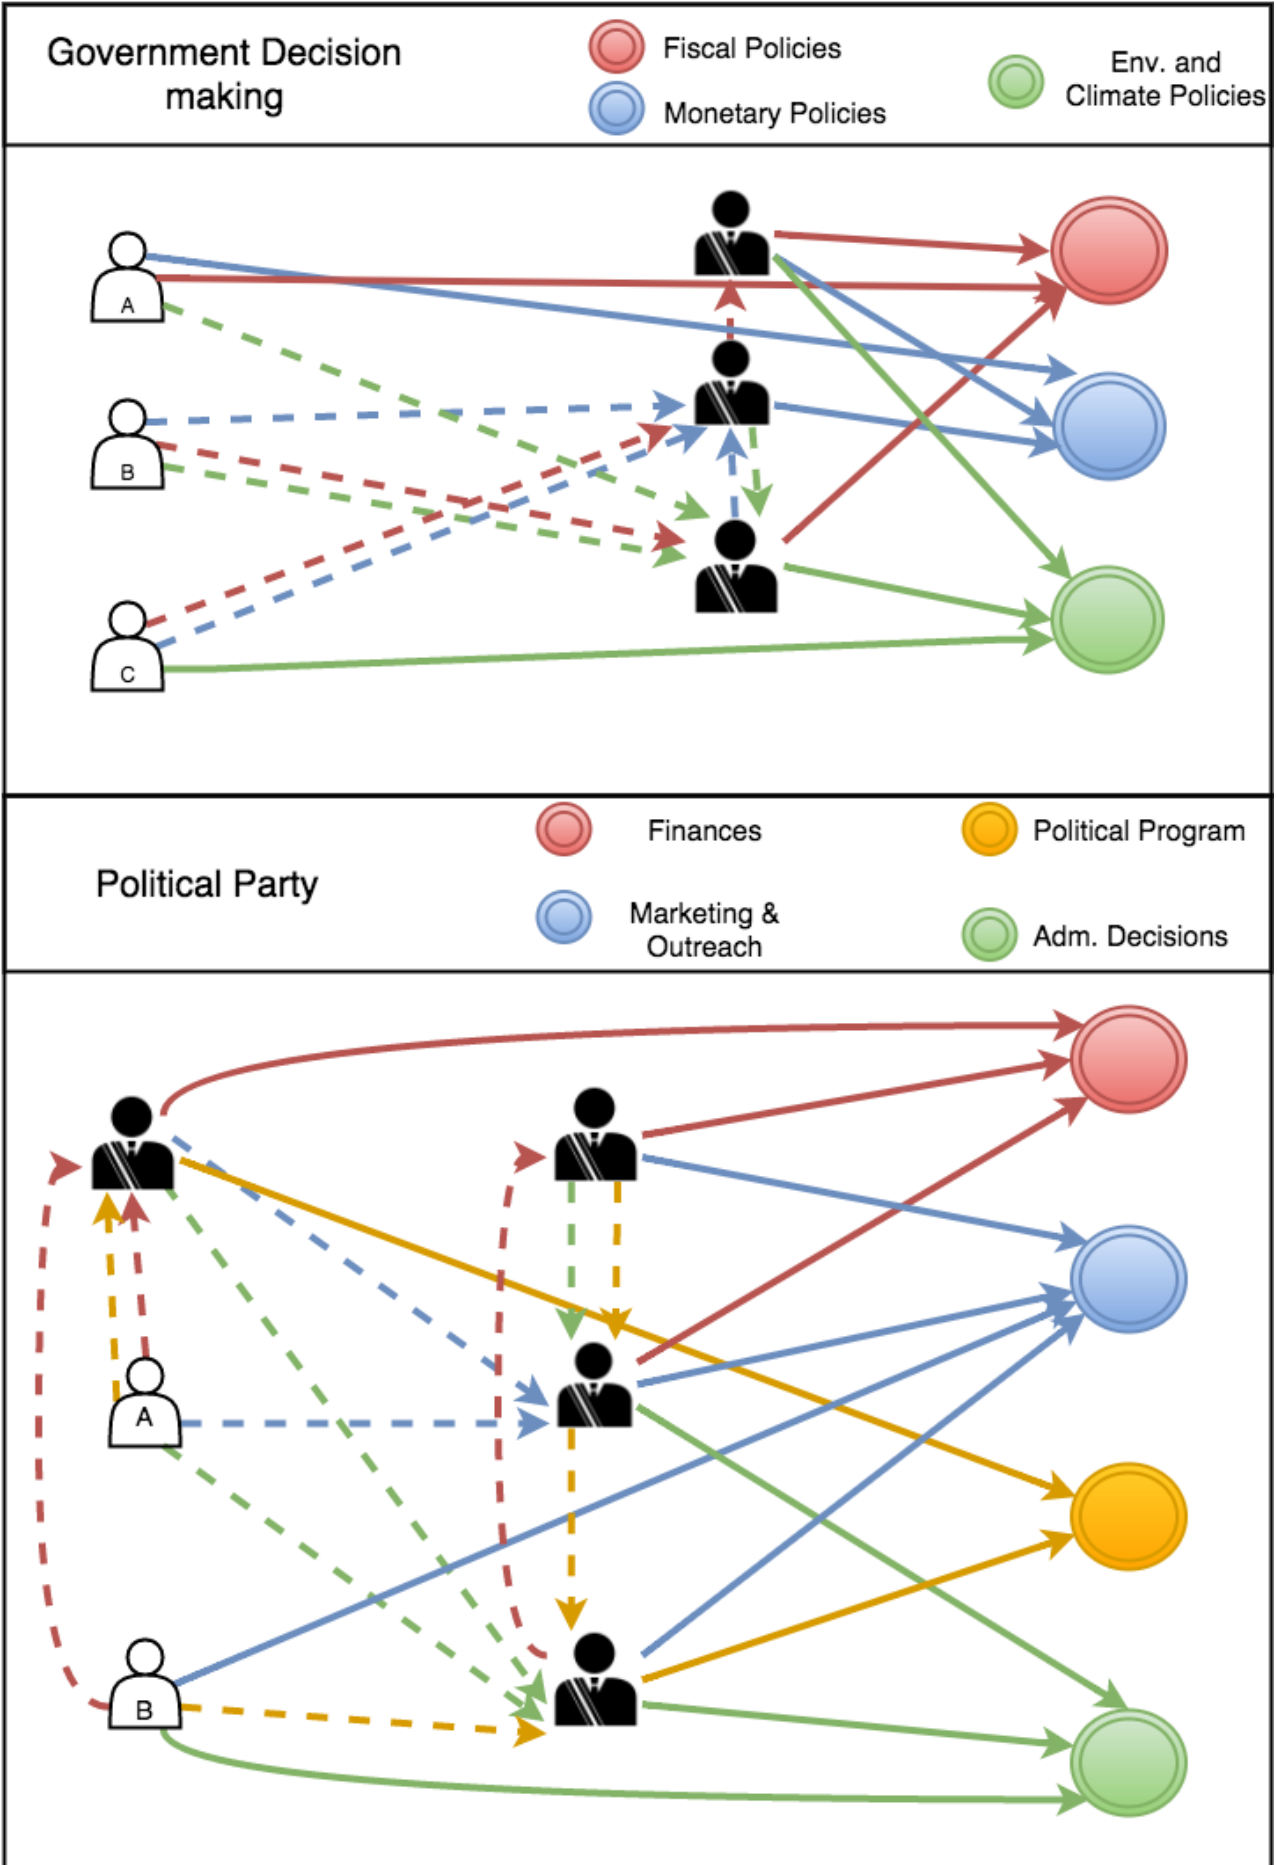 Government Decision
making
Fiscal Policies
Monetary Policies
Env. and
Climate Policies
A
B
C
Political Party
Finances
Marketing &
Outreach
Political Program
Adm. Decisions
A
B